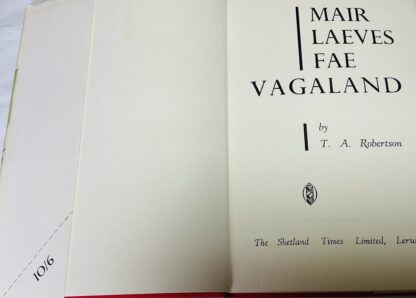 10/6
MAIR
LAEVES
FAE
VAGALAND
by
T. A. Robertson
The Shetland Times Limited, Lerw